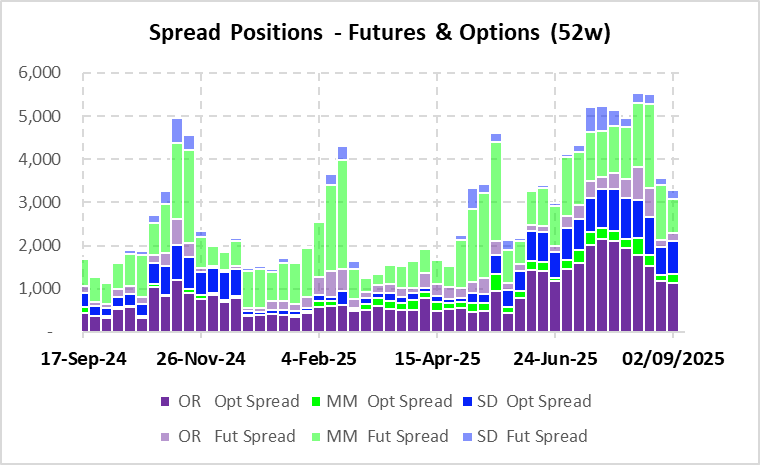 Spread Positions - Futures & Options (52w)
6,000
5,000
4,000
3,000
2,000
1,000
-
17-Sep-24 26-Nov-24 4-Feb-25 15-Apr-25 24-Jun-25 02/09/2025
OR Opt Spread MM Opt Spread SD Opt Spread
OR Fut Spread MM Fut Spread SD Fut Spread